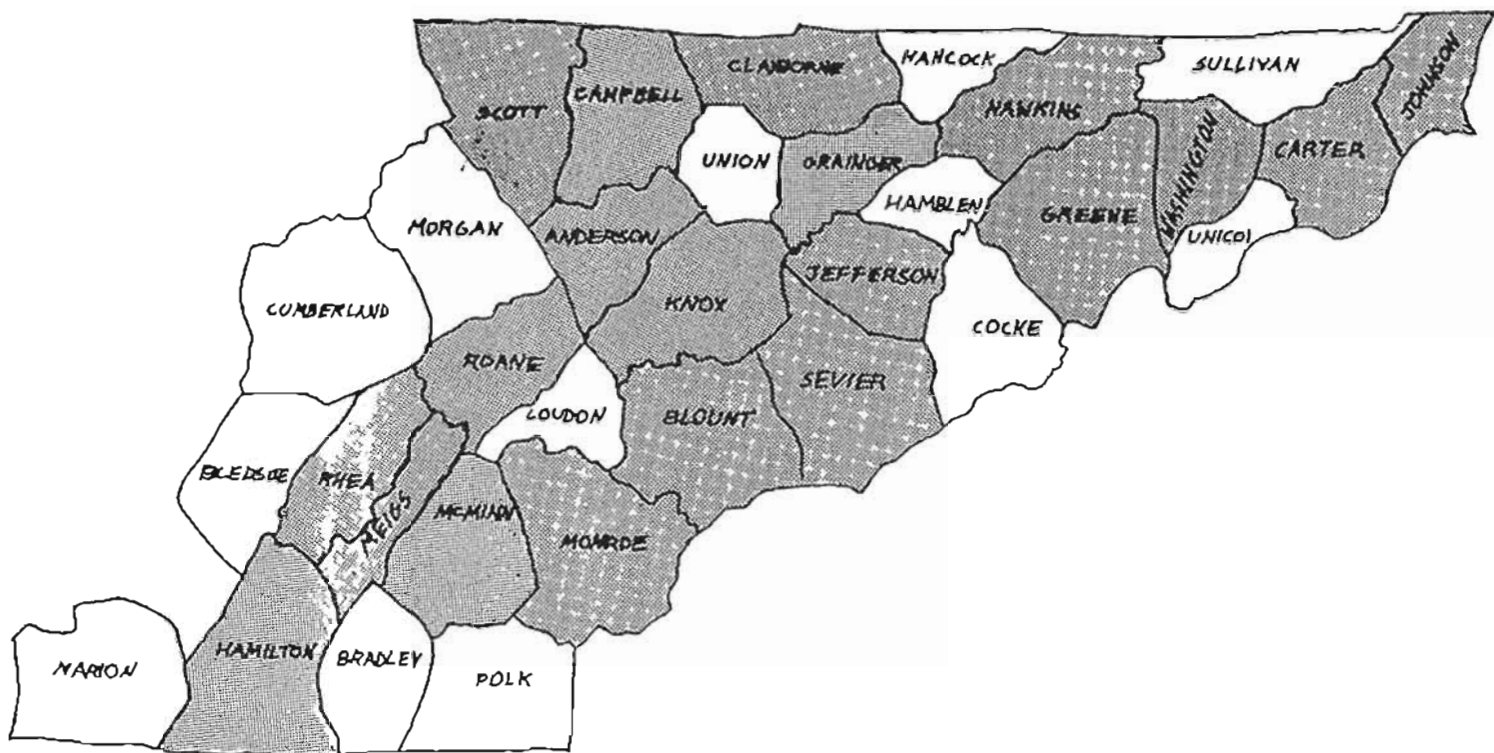 HANCOCK
SULLIVAN
JOHNSON
CLAIBORNE
CAMPBELL
SCOTT
HAWKINS
WASHINGTON
CARTER
UNION
GRAINGER
HAMBLEN
GREENE
UNICOI
MORGAN
ANDERSON
JEFFERSON
KNOX
CUMBERLAND
COCKE
ROANE
SEVIER
LOUDON
BLOUNT
BLEDSOE
RHEA
MEIGS
McMINN
MONROE
HAMILTON
BRADLEY
MARION
POLK